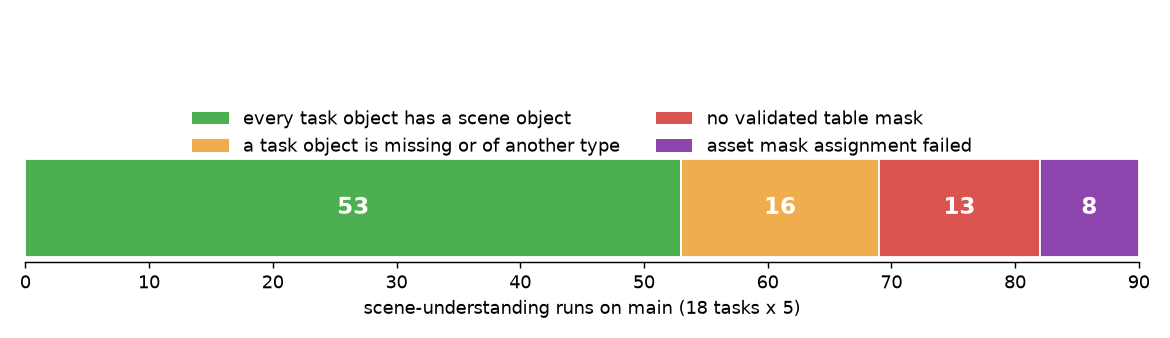 every task object has a scene object
no validated table mask
a task object is missing or of another type
asset mask assignment failed
53 16 13 8
0 10 20 30 40 50 60 70 80 90
scene-understanding runs on main (18 tasks x 5)